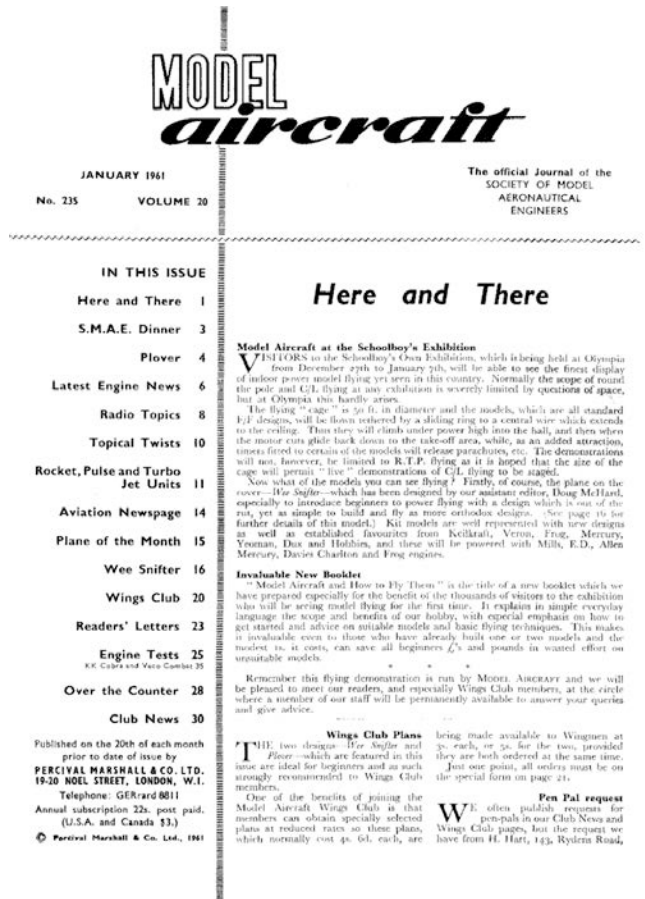 MODEL
aircraft
JANUARY 1961
No. 235 VOLUME 20
The official Journal of the
SOCIETY OF MODEL
AERONAUTICAL
ENGINEERS
IN THIS ISSUE
Here and There 1
S.M.A.E. Dinner 3
Plover 4
Latest Engine News 6
Radio Topics 8
Topical Twists 10
Rocket, Pulse and Turbo
Jet Units 11
Aviation Newspage 14
Plane of the Month 15
Wee Snifter 16
Wings Club 20
Readers' Letters 23
Engine Tests 25
KK Cobra and Veco Combat 35
Over the Counter 28
Club News 30
Published on the 20th of each month
prior to date of issue by
PERCIVAL MARSHALL & CO. LTD.
19-20 NOEL STREET, LONDON, W.1.
Telephone: GERrard 8811
Annual subscription 22s. post paid.
(U.S.A. and Canada $3.)
© Percival Marshall & Co. Ltd., 1961
Here and There
Model Aircraft at the Schoolboy's Exhibition
VISITORS to the Schoolboy's Own Exhibition, which is being held at Olympia
from December 27th to January 7th, will be able to see the finest display
of indoor power model flying yet seen in this country. Normally the scope of round
the pole and C/L flying at any exhibition is severely limited by questions of space,
but at Olympia this hardly arises.
The flying " cage " is 50 ft. in diameter and the models, which are all standard
F/F designs, will be flown tethered by a sliding ring to a central wire which extends
to the ceiling. Thus they will climb under power high into the hall, and then when
the motor cuts glide back down to the take-off area, while, as an added attraction,
timers fitted to certain of the models will release parachutes, etc. The demonstrations
will not, however, be limited to R.T.P. flying as it is hoped that the size of the
cage will permit " live " demonstrations of C/L flying to be staged.
Now what of the models you can see flying ? Firstly, of course, the plane on the
cover—Wee Snifter—which has been designed by our assistant editor, Doug McHard,
especially to introduce beginners to power flying with a design which is out of the
rut, yet as simple to build and fly as more orthodox designs. (See page 16 for
further details of this model.) Kit models are well represented with new designs
as well as established favourites from Keilkraft, Veron, Frog, Mercury,
Yeoman, Dux and Hobbies, and these will be powered with Mills, E.D., Allen
Mercury, Davies Charlton and Frog engines.
Invaluable New Booklet
" Model Aircraft and How to Fly Them " is the title of a new booklet which we
have prepared especially for the benefit of the thousands of visitors to the exhibition
who will be seeing model flying for the first time. It explains in simple everyday
language the scope and benefits of our hobby, with especial emphasis on how to
get started and advice on suitable models and basic flying techniques. This makes
it invaluable even to those who have already built one or two models and the
modest 1s. it costs, can save all beginners £'s and pounds in wasted effort on
unsuitable models.
* * *
Remember this flying demonstration is run by MODEL AIRCRAFT and we will
be pleased to meet our readers, and especially Wings Club members, at the circle
where a member of our staff will be permanently available to answer your queries
and give advice.
Wings Club Plans
THE two designs—Wee Snifter and
Plover—which are featured in this
issue are ideal for beginners and as such
strongly recommended to Wings Club
members.
One of the benefits of joining the
Model Aircraft Wings Club is that
members can obtain specially selected
plans at reduced rates so these plans,
which normally cost 4s. 6d. each, are
being made available to Wingmen at
3s. each, or 5s. for the two, provided
they are both ordered at the same time.
Just one point, all orders must be on
the special form on page 21.
Pen Pal request
WE often publish requests for
pen-pals in our Club News and
Wings Club pages, but the request we
have from H. Hart, 143, Rydens Road,